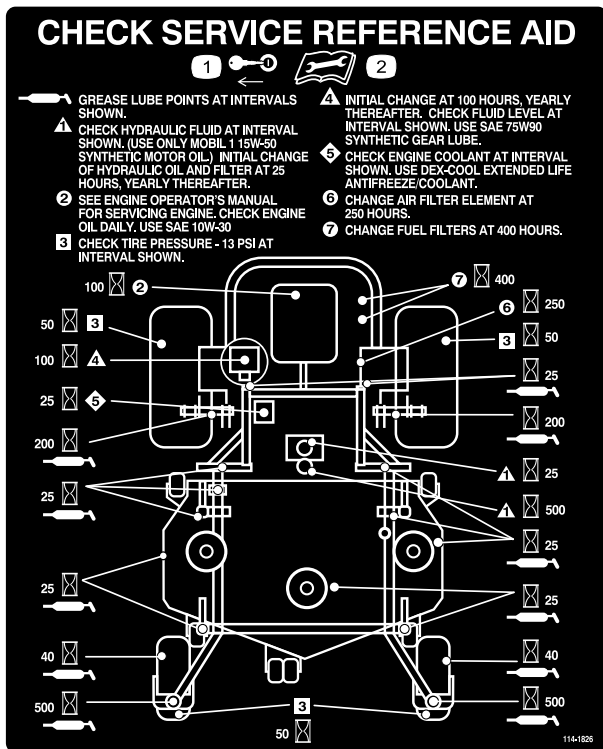 CHECK SERVICE REFERENCE AID
1
2
GREASE LUBE POINTS AT INTERVALS
SHOWN.
1 CHECK HYDRAULIC FLUID AT INTERVAL
SHOWN. (USE ONLY MOBIL 1 15W-50
SYNTHETIC MOTOR OIL.) INITIAL CHANGE
OF HYDRAULIC OIL AND FILTER AT 25
HOURS, YEARLY THEREAFTER.
2 SEE ENGINE OPERATOR'S MANUAL
FOR SERVICING ENGINE. CHECK ENGINE
OIL DAILY. USE SAE 10W-30
3 CHECK TIRE PRESSURE - 13 PSI AT
INTERVAL SHOWN.
4 INITIAL CHANGE AT 100 HOURS, YEARLY
THEREAFTER. CHECK FLUID LEVEL AT
INTERVAL SHOWN. USE SAE 75W90
SYNTHETIC GEAR LUBE.
5 CHECK ENGINE COOLANT AT INTERVAL
SHOWN. USE DEX-COOL EXTENDED LIFE
ANTIFREEZE/COOLANT.
6 CHANGE AIR FILTER ELEMENT AT
250 HOURS.
7 CHANGE FUEL FILTERS AT 400 HOURS.
100 2
7 400
6 250
50 3
3 50
100 4
25
25 5
200
200
1 25
25
1 500
25
25
25
40
40
500
500
3
50
114-1826